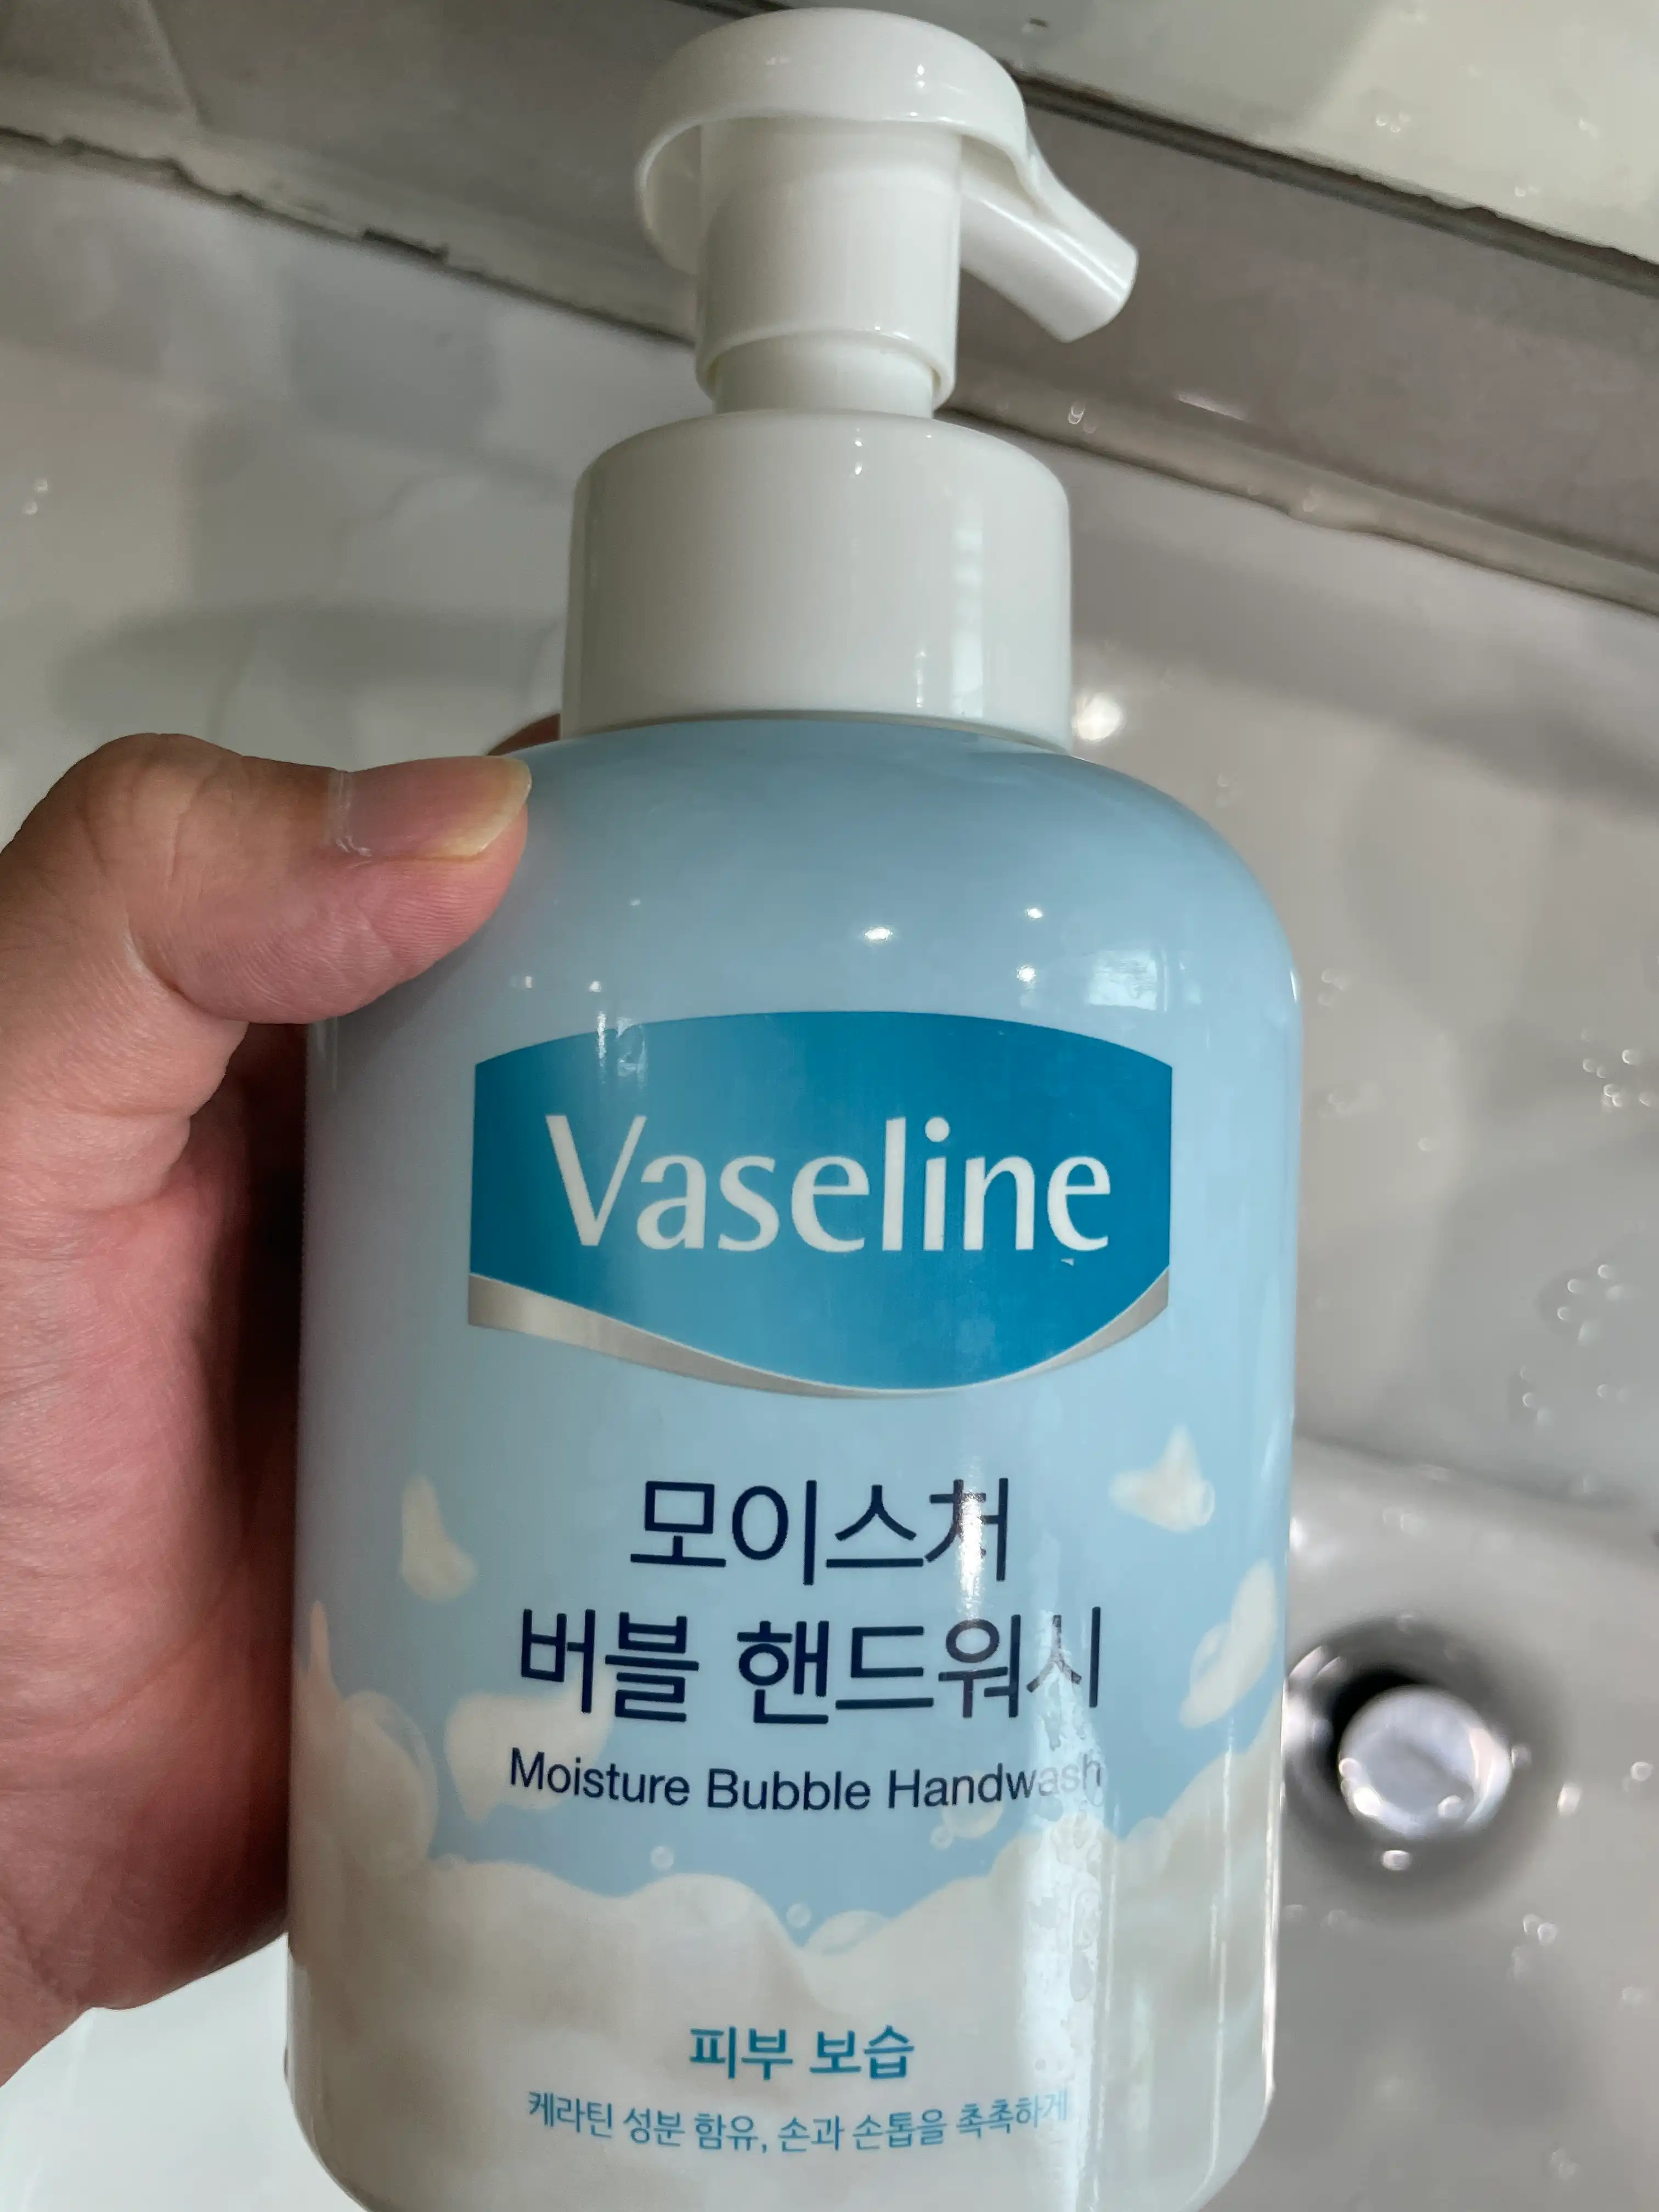 Vaseline
모이스처
버블 핸드워시
Moisture Bubble Handwash
피부 보습
케라틴 성분 함유, 손과 손톱을 촉촉하게